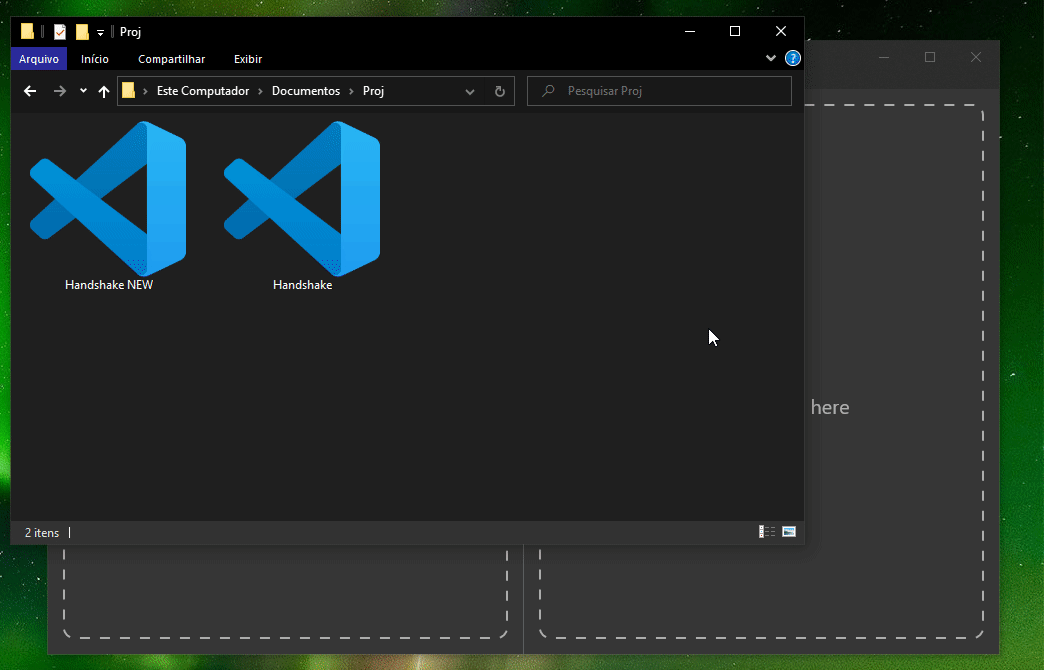 Proj
Arquivo Início Compartilhar Exibir
Este Computador Documentos Proj
Pesquisar Proj
Handshake NEW
Handshake
here
2 itens